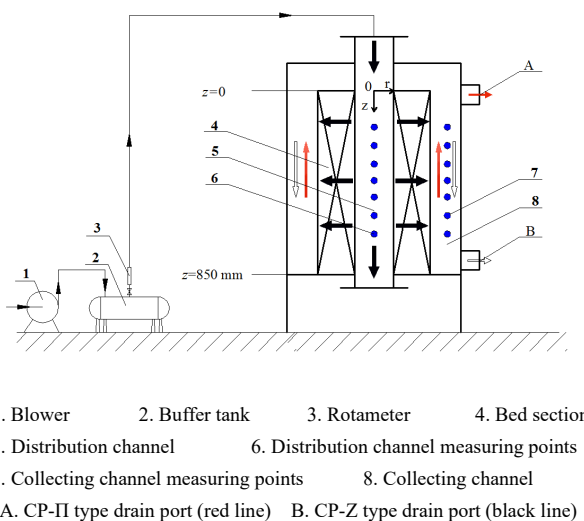 A
0
r
z=0
z
4
3
5
6
7
8
2
1
B
z=850 mm
. Blower 2. Buffer tank 3. Rotameter 4. Bed section
. Distribution channel 6. Distribution channel measuring points
. Collecting channel measuring points 8. Collecting channel
A. CP-Π type drain port (red line) B. CP-Z type drain port (black line)